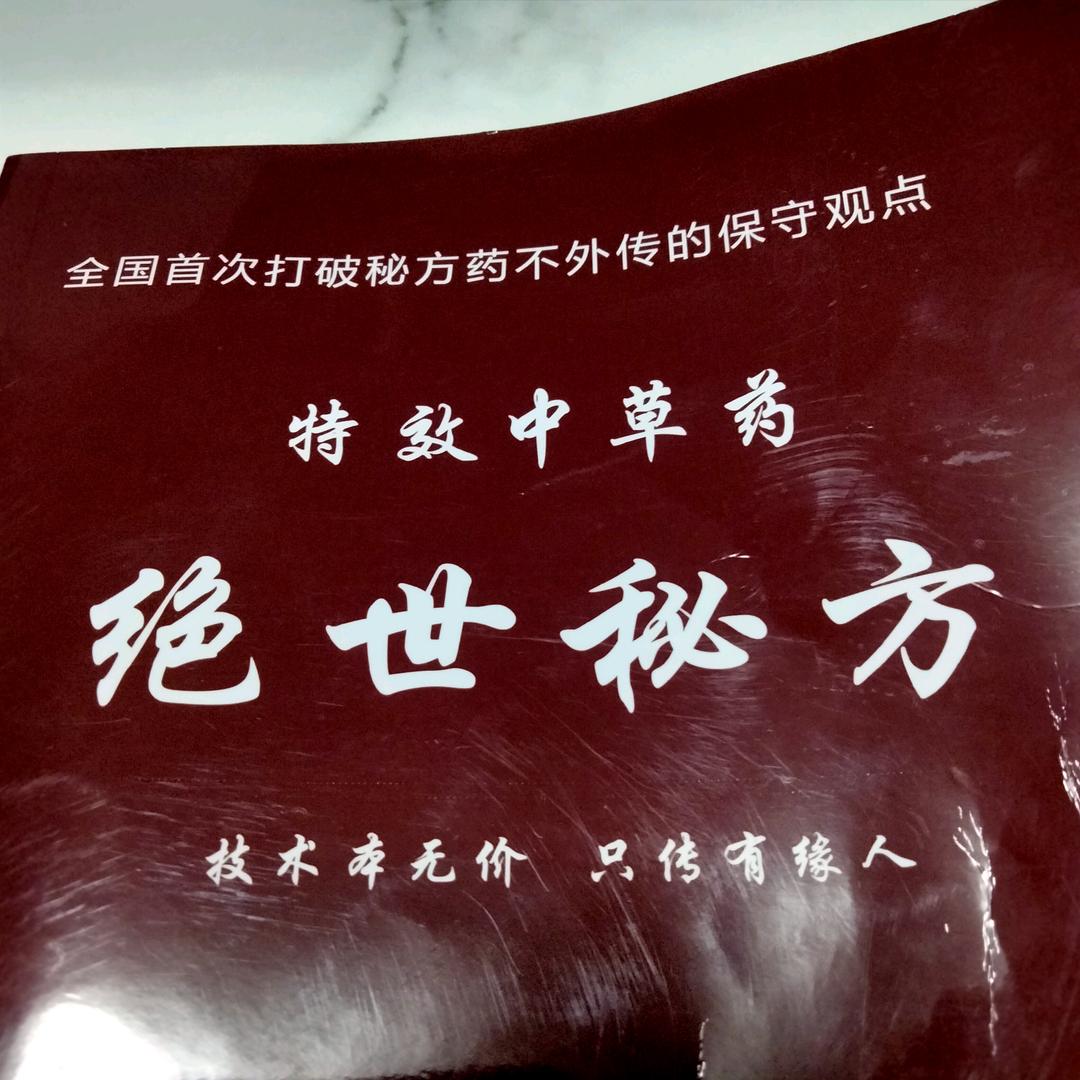 全国首次打破秘方药不外传的保守观点
特效中草药
绝世秘方
技术本无价 只传有缘人